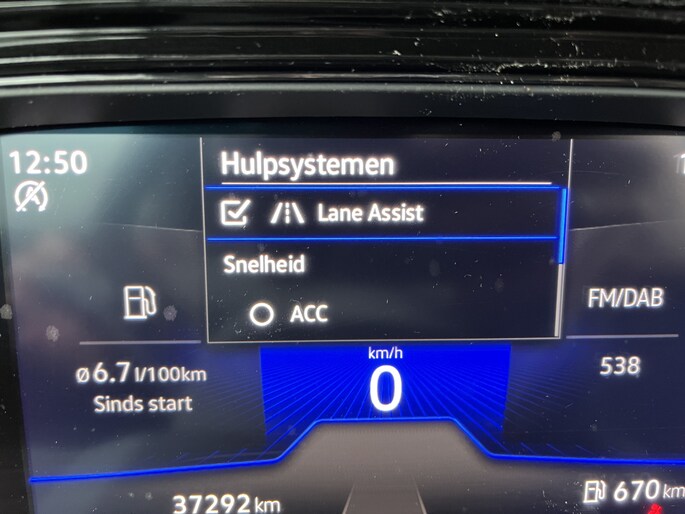 12:50
Hulpsystemen
Lane Assist
Snelheid
ACC
FM/DAB
km/h
0
538
ø6.7 l/100km
Sinds start
37292 km
670 km